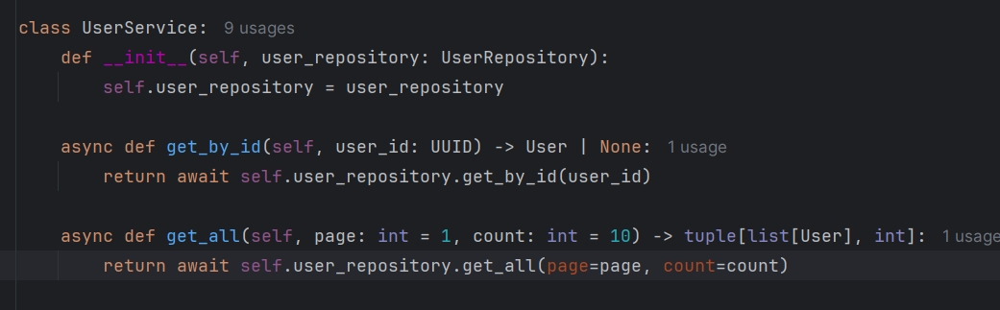 class UserService: 9 usages
    def __init__(self, user_repository: UserRepository):
        self.user_repository = user_repository
    async def get_by_id(self, user_id: UUID) -> User | None: 1 usage
        return await self.user_repository.get_by_id(user_id)
    async def get_all(self, page: int = 1, count: int = 10) -> tuple[list[User], int]: 1 usage
        return await self.user_repository.get_all(page=page, count=count)